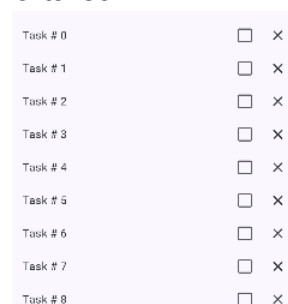 Task # 0
Task # 1
Task # 2
Task # 3
Task # 4
Task # 5
Task # 6
Task # 7
Task # 8